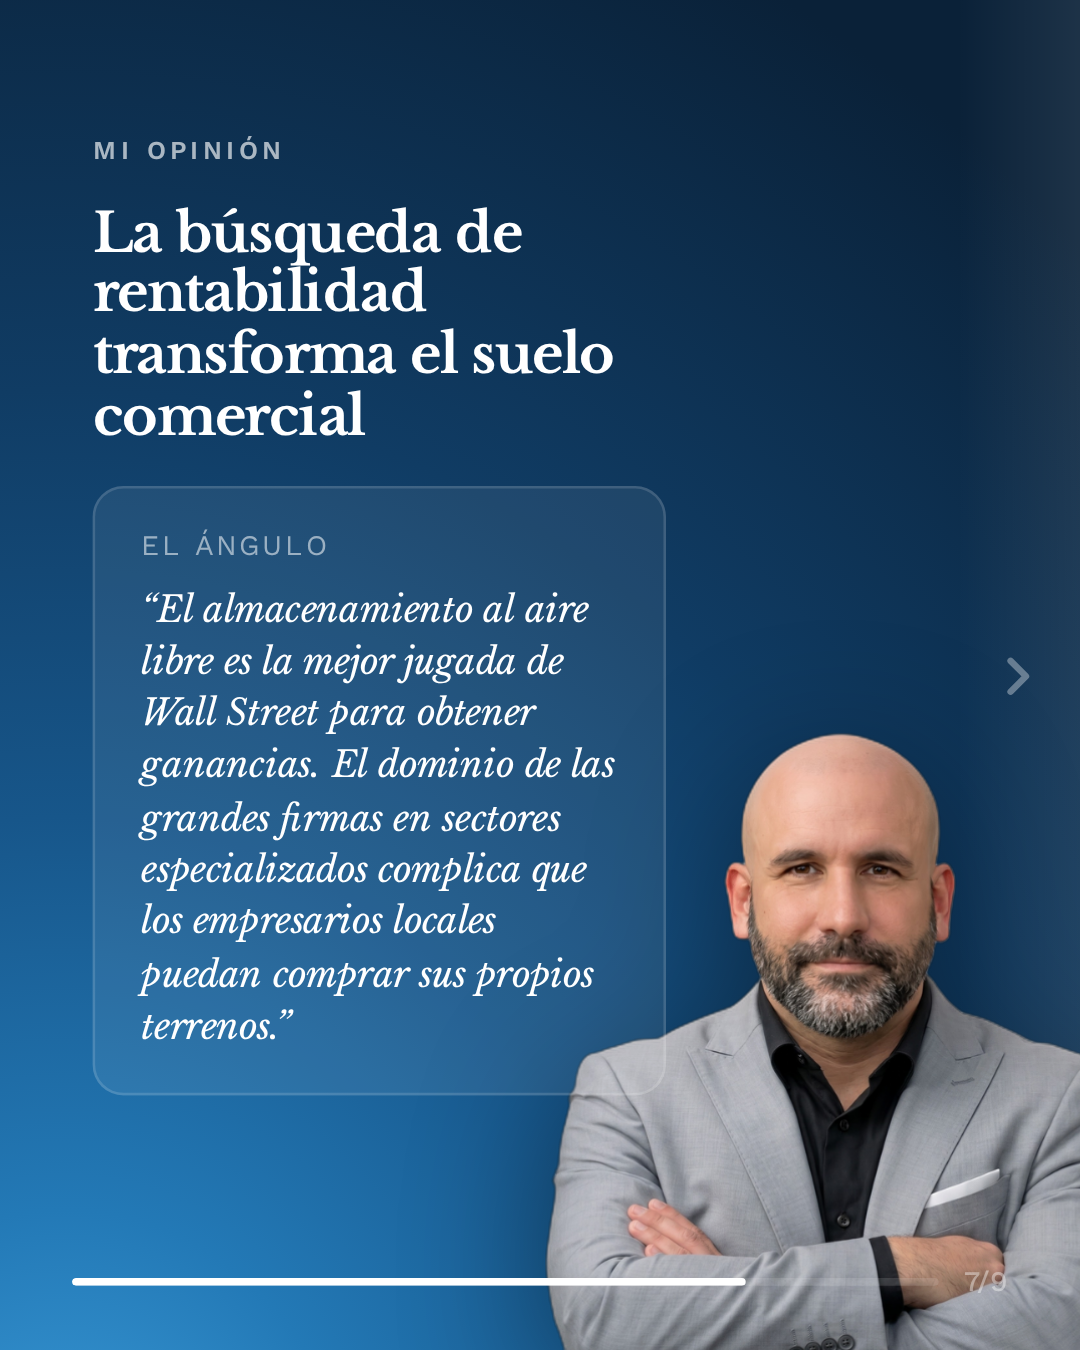 MI OPINIÓN
La búsqueda de
rentabilidad
transforma el suelo
comercial
EL ÁNGULO
“El almacenamiento al aire
libre es la mejor jugada de
Wall Street para obtener
ganancias. El dominio de las
grandes firmas en sectores
especializados complica que
los empresarios locales
puedan comprar sus propios
terrenos.”
7/9